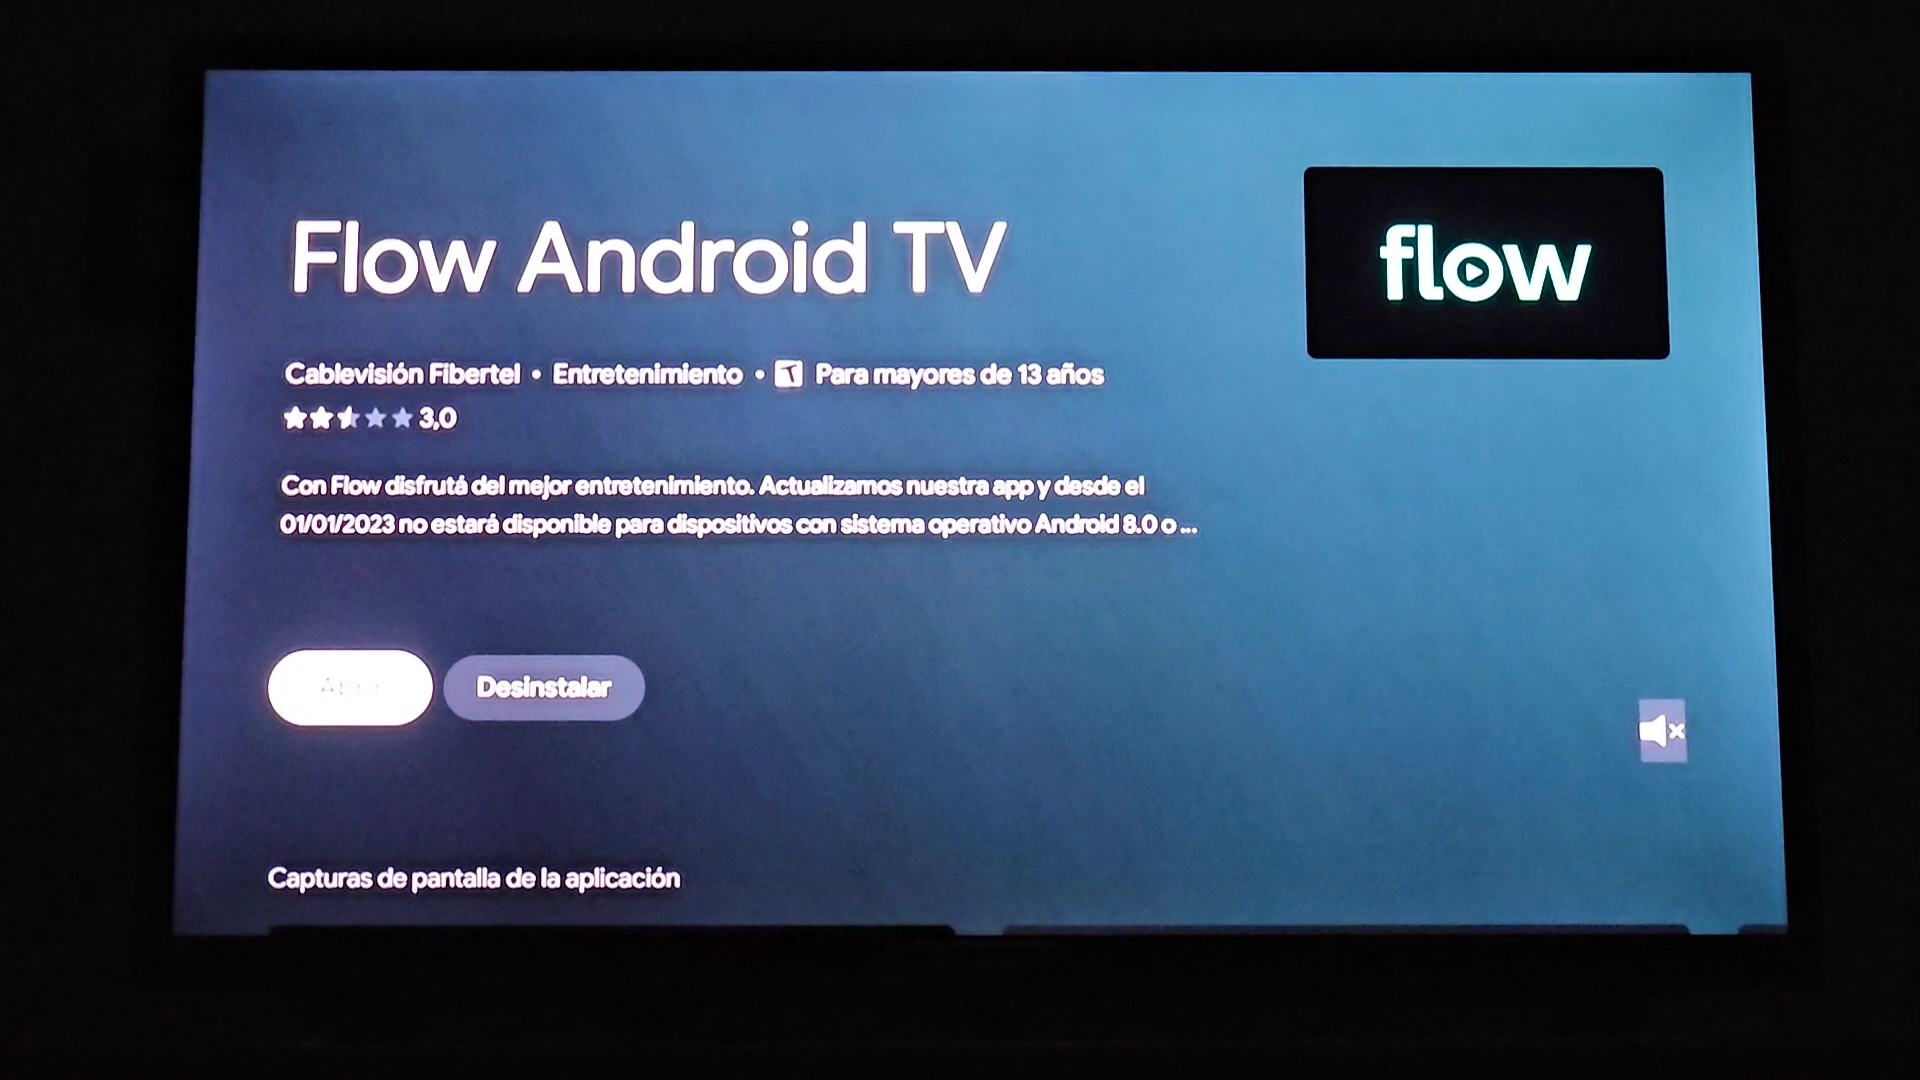 Flow Android TV
flow
Cablevisión Fibertel • Entretenimiento • T Para mayores de 13 años
3,0
Con Flow disfrutá del mejor entretenimiento. Actualizamos nuestra app y desde el
01/01/2023 no estará disponible para dispositivos con sistema operativo Android 8.0 o ...
Abrir Desinstalar
Capturas de pantalla de la aplicación